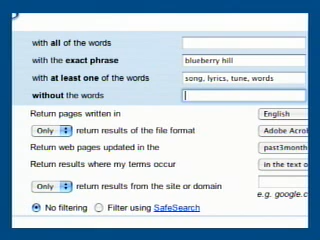 with all of the words
with the exact phrase blueberry hill
with at least one of the words song, lyrics, tune, words
without the words
Return pages written in English
Only return results of the file format Adobe Acrob
Return web pages updated in the past3month
Return results where my terms occur in the text o
Only return results from the site or domain
e.g. google.c
No filtering Filter using SafeSearch